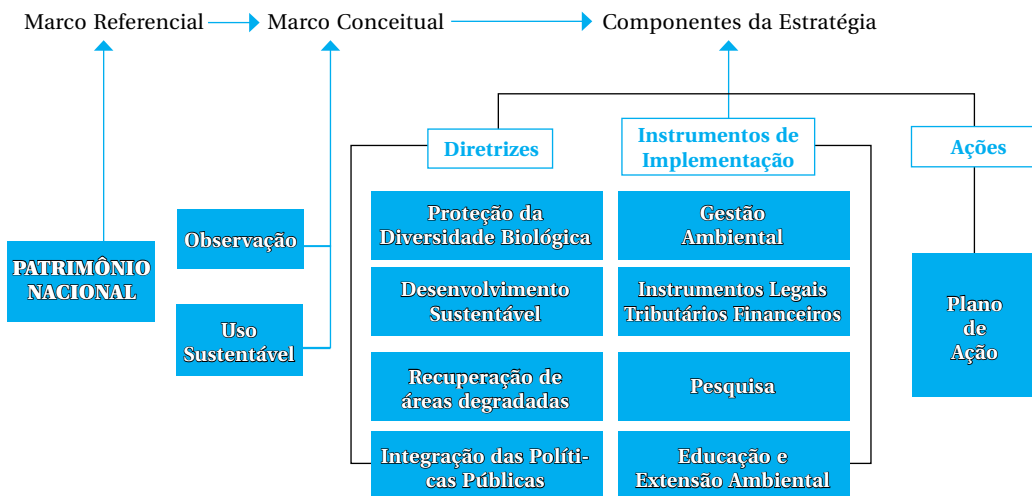 Marco Referencial
Marco Conceitual
Componentes da Estratégia
PATRIMÔNIO
NACIONAL
Observação
Uso
Sustentável
Diretrizes
Proteção da
Diversidade Biológica
Desenvolvimento
Sustentável
Recuperação de
áreas degradadas
Integração das Políti-
cas Públicas
Instrumentos de
Implementação
Gestão
Ambiental
Instrumentos Legais
Tributários Financeiros
Pesquisa
Educação e
Extensão Ambiental
Ações
Plano
de
Ação